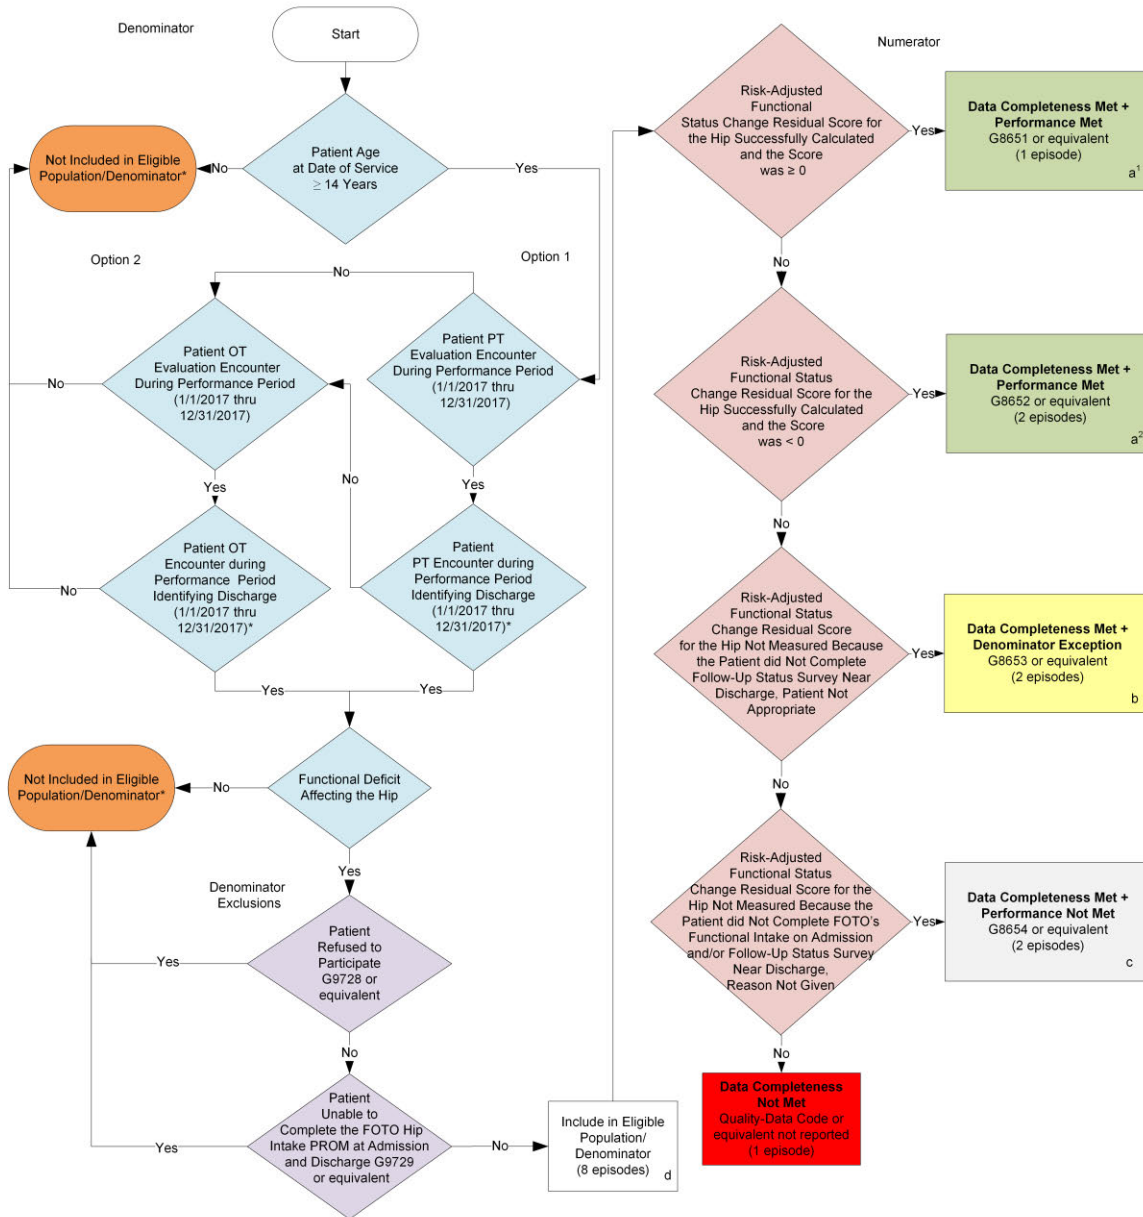 Denominator
Start
Patient Age
at Date of Service
≥ 14 Years
No
Yes
Not Included in Eligible
Population/Denominator*
Option 2
Option 1
No
Patient OT
Evaluation Encounter
During Performance Period
(1/1/2017 thru
12/31/2017)
No
Yes
Patient PT
Evaluation Encounter
During Performance Period
(1/1/2017 thru
12/31/2017)
Yes
No
Patient OT
Encounter during
Performance Period
Identifying Discharge
(1/1/2017 thru
12/31/2017)*
No
Yes
Patient
PT Encounter during
Performance Period
Identifying Discharge
(1/1/2017 thru
12/31/2017)*
Yes
Functional Deficit
Affecting the Hip
No
Not Included in Eligible
Population/Denominator*
Yes
Denominator
Exclusions
Patient
Refused to
Participate
G9728 or
equivalent
Yes
No
Patient
Unable to
Complete the FOTO Hip
Intake PROM at Admission
and Discharge G9729
or equivalent
Yes
No
Include in Eligible
Population/
Denominator
(8 episodes)
d
Numerator
Risk-Adjusted
Functional
Status Change Residual Score for
the Hip Successfully Calculated
and the Score
was ≥ 0
Yes
Data Completeness Met +
Performance Met
G8651 or equivalent
(1 episode)
a¹
No
Risk-Adjusted
Functional Status
Change Residual Score for the
Hip Successfully Calculated
and the Score
was < 0
Yes
Data Completeness Met +
Performance Met
G8652 or equivalent
(2 episodes)
a²
No
Risk-Adjusted
Functional Status
Change Residual Score
for the Hip Not Measured Because
the Patient did Not Complete
Follow-Up Status Survey Near
Discharge, Patient Not
Appropriate
Yes
Data Completeness Met +
Denominator Exception
G8653 or equivalent
(2 episodes)
b
No
Risk-Adjusted
Functional Status
Change Residual Score for the
Hip Not Measured Because the
Patient did Not Complete FOTO's
Functional Intake on Admission
and/or Follow-Up Status Survey
Near Discharge,
Reason Not Given
Yes
Data Completeness Met +
Performance Not Met
G8654 or equivalent
(2 episodes)
c
No
Data Completeness
Not Met
Quality-Data Code or
equivalent not reported
(1 episode)